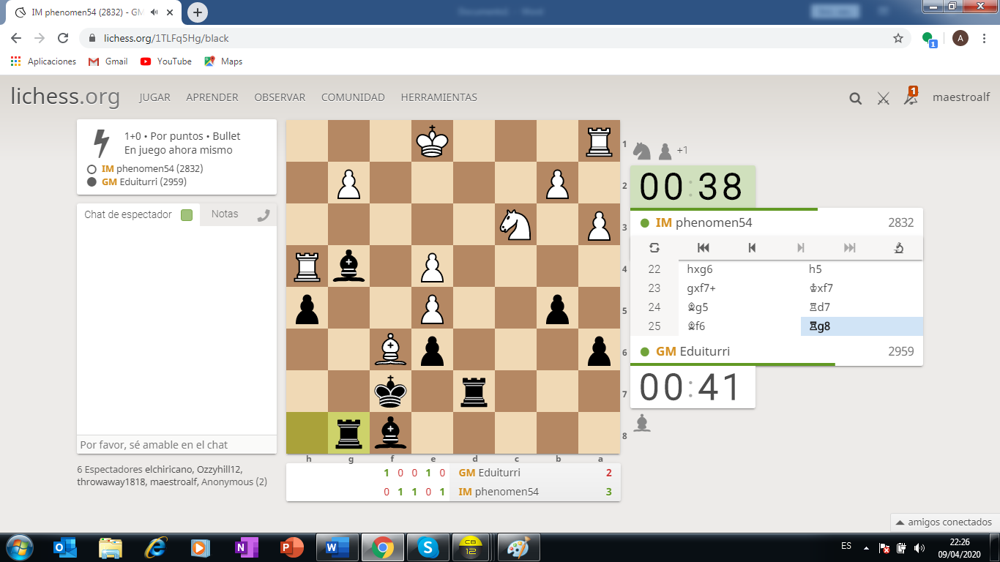 IM phenomen54 (2832) - GM
lichess.org/1TLFq5Hg/black
A
1
Aplicaciones
Gmail
YouTube
Maps
lichess.org
JUGAR
APRENDER
OBSERVAR
COMUNIDAD
HERRAMIENTAS
1
maestroalf
1+0 • Por puntos • Bullet
En juego ahora mismo
IM phenomen54 (2832)
GM Eduiturri (2959)
Chat de espectador
Notas
Por favor, sé amable en el chat
6 Espectadores elchiricano, Ozzyhill12,
throwaway1818, maestroalf, Anonymous (2)
1
2
3
4
5
6
7
8
h g f e d c b a
+1
00:38
IM phenomen54 2832
22 hxg6 h5
23 gxf7+ ♔xf7
24 ♗g5 ♖d7
25 ♗f6 ♖g8
GM Eduiturri 2959
00:41
1 0 0 1 0 GM Eduiturri 2
0 1 1 0 1 IM phenomen54 3
amigos conectados
CB
12
ES
22:26
09/04/2020